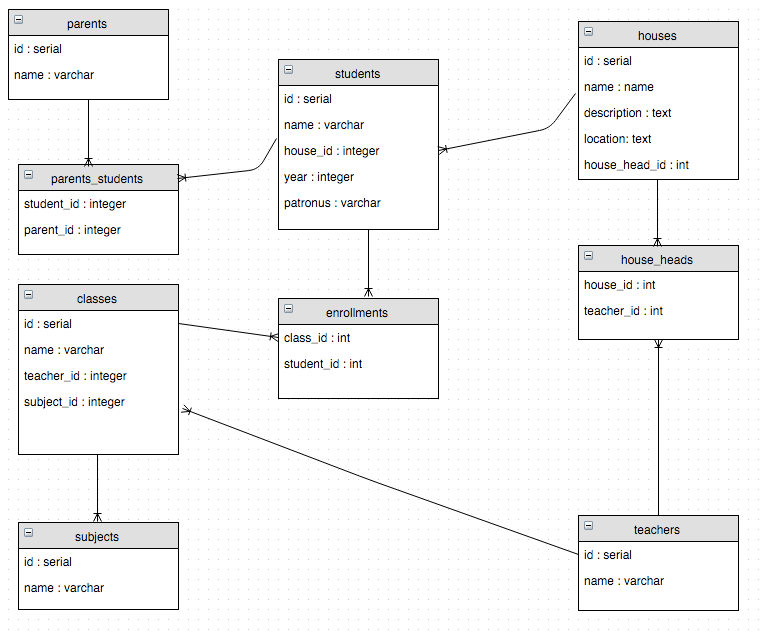 parents
id : serial
name : varchar
students
id : serial
name : varchar
house_id : integer
year : integer
patronus : varchar
houses
id : serial
name : name
description : text
location: text
house_head_id : int
parents_students
student_id : integer
parent_id : integer
classes
id : serial
name : varchar
teacher_id : integer
subject_id : integer
enrollments
class_id : int
student_id : int
house_heads
house_id : int
teacher_id : int
subjects
id : serial
name : varchar
teachers
id : serial
name : varchar